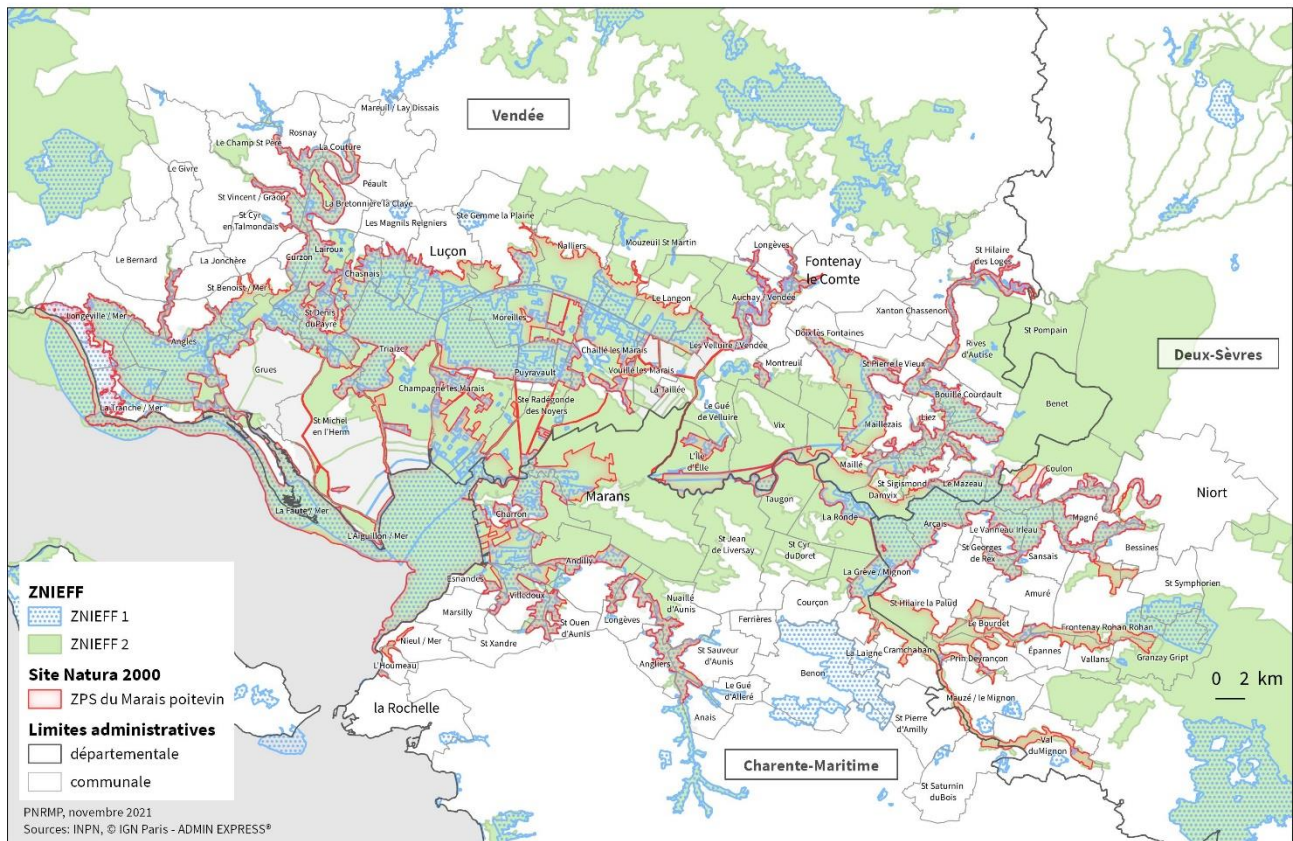 Vendée
Mareuil / Lay Dissais
Rosnay
Le Champ St Père
La Couture
Le Givre
Péault
St Vincent / Graon
La Bretonnière la Claye
St Cyr
en Talmondais
Les Magnils Reigniers
Ste Gemme la Plaine
Lairoux
Luçon
Nalliers
Mouzeuil St Martin
Longèves
Fontenay
le Comte
St Hilaire
des Loges
Le Bernard
La Jonchère
Curzon
Chasnais
St Benoist / Mer
Le Langon
Auchay / Vendée
Xanton Chassenon
St Pompain
Longeville / Mer
Angles
St Denis
du Payre
Moreilles
Doix lès Fontaines
Rives
d'Autise
Deux-Sèvres
Triaize
Chaillé les Marais
Les Velluire / Vendée
Grues
Vouillé les Marais
Montreuil
St Pierre le Vieux
Puyravault
Champagné les Marais
La Taillée
Bouillé Courdault
Benet
La Tranche / Mer
St Michel
en l'Herm
Ste Radégonde
des Noyers
Le Gué
de Velluire
Vix
Maillezais
Liez
L'Île
d'Elle
Maillé
St Sigismond
Le Mazeau
Coulon
Niort
Damvix
La Faute / Mer
Marans
Taugon
Charron
La Ronde
Magné
Arçais
Le Vanneau Irleau
L'Aiguillon / Mer
St Jean
de Liversay
St Cyr
du Doret
St Georges
de Rex
Sansais
Bessines
Andilly
La Grève / Mignon
Esnandes
Villedoux
Nuaillé
d'Aunis
Courçon
St Hilaire la Palud
Amuré
St Symphorien
Marsilly
St Ouen
d'Aunis
Longèves
Ferrières
Le Bourdet
Frontenay Rohan Rohan
Nieul / Mer
St Xandre
St Sauveur
d'Aunis
La Laigne
Cramchaban
Épannes
Vallans
Granzay Gript
L'Houmeau
Angliers
Benon
Prin Deyrançon
Le Gué
d'Alleré
Mauzé / le Mignon
la Rochelle
Anais
St Pierre
d'Amilly
Val
du Mignon
Charente-Maritime
St Saturnin
du Bois
0 2 km
ZNIEFF
ZNIEFF 1
ZNIEFF 2
Site Natura 2000
ZPS du Marais poitevin
Limites administratives
départementale
communale
PNRMP, novembre 2021
Sources: INPN, © IGN Paris - ADMIN EXPRESS®